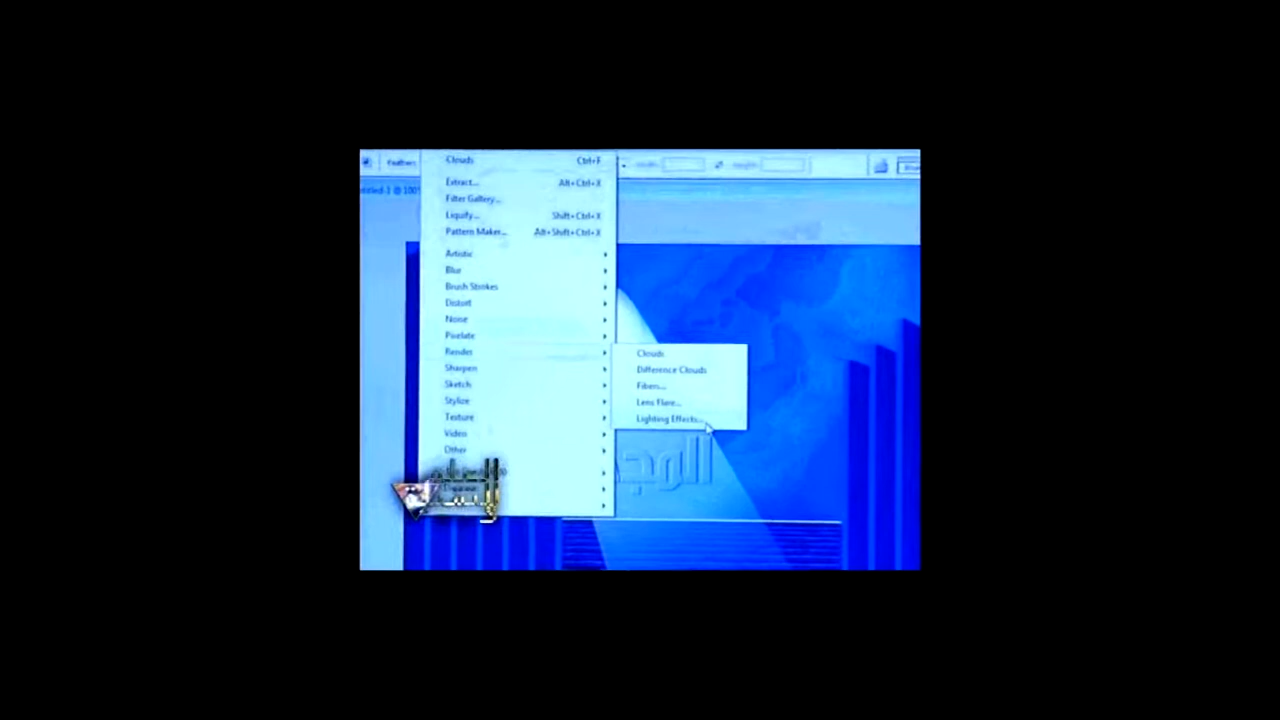 Feather:
Clouds Ctrl+F
Extract... Alt+Ctrl+X
Filter Gallery...
Liquify... Shift+Ctrl+X
Pattern Maker... Alt+Shift+Ctrl+X
Artistic
Blur
Brush Strokes
Distort
Noise
Pixelate
Render
Sharpen
Sketch
Stylize
Texture
Video
Other
Clouds
Difference Clouds
Fibers...
Lens Flare...
Lighting Effects...